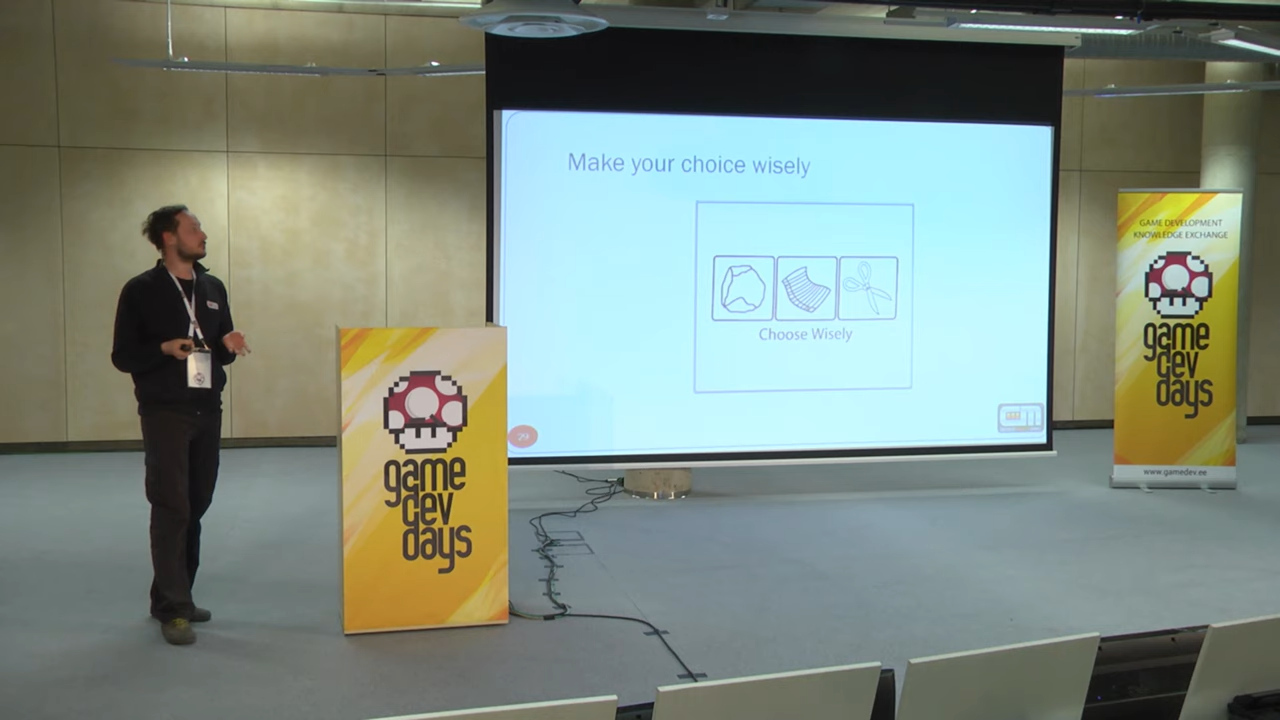 Make your choice wisely
Choose Wisely
29
game
dev
days
GAME DEVELOPMENT
KNOWLEDGE EXCHANGE
game
dev
days
www.gamedev.ee